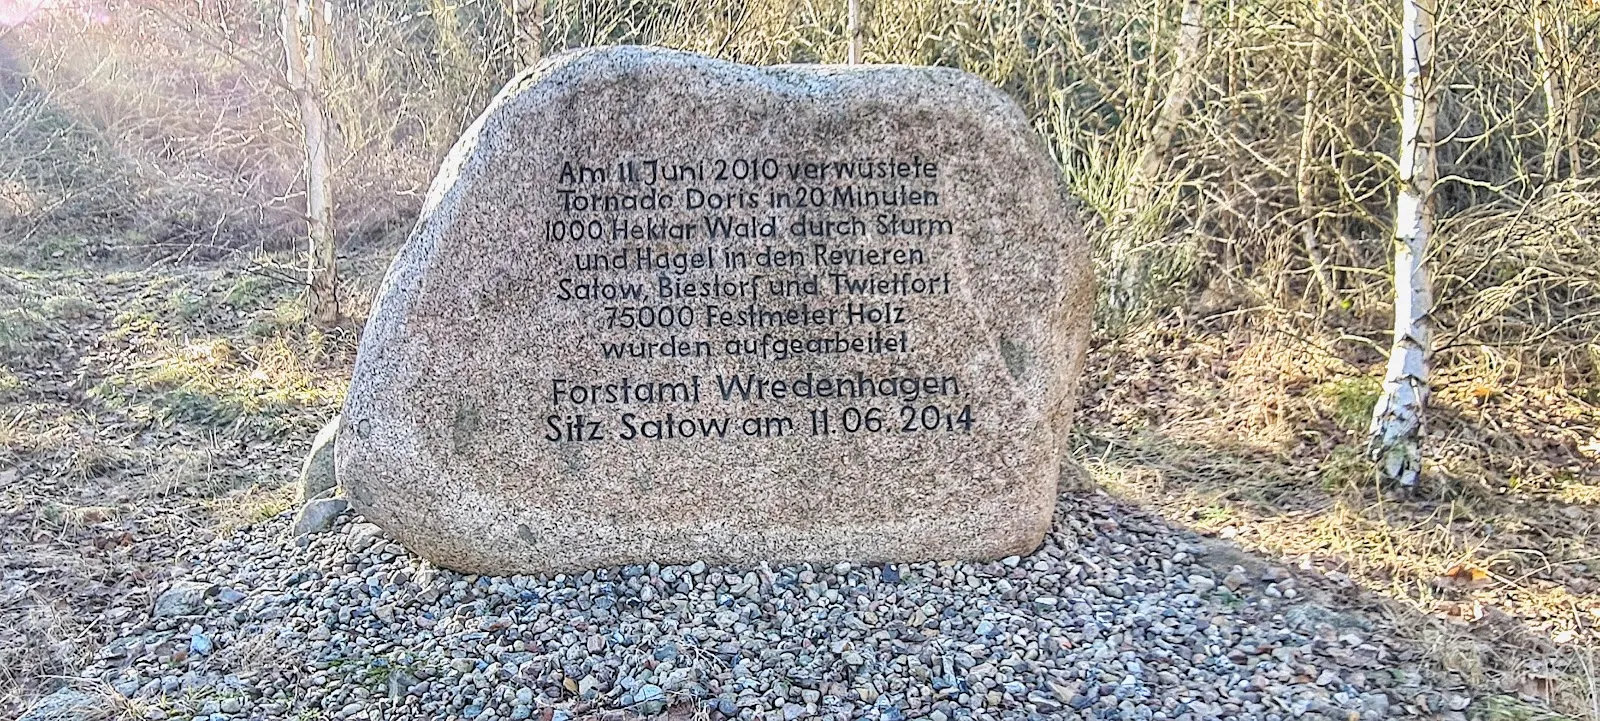 Am 11. Juni 2010 verwüstete
Tornado Doris in 20 Minuten
1000 Hektar Wald durch Sturm
und Hagel in den Revieren
Satow, Biestorf und Twietfort
75000 Festmeter Holz
wurden aufgearbeitet.
Forstamt Wredenhagen,
Sitz Satow am 11.06.2014